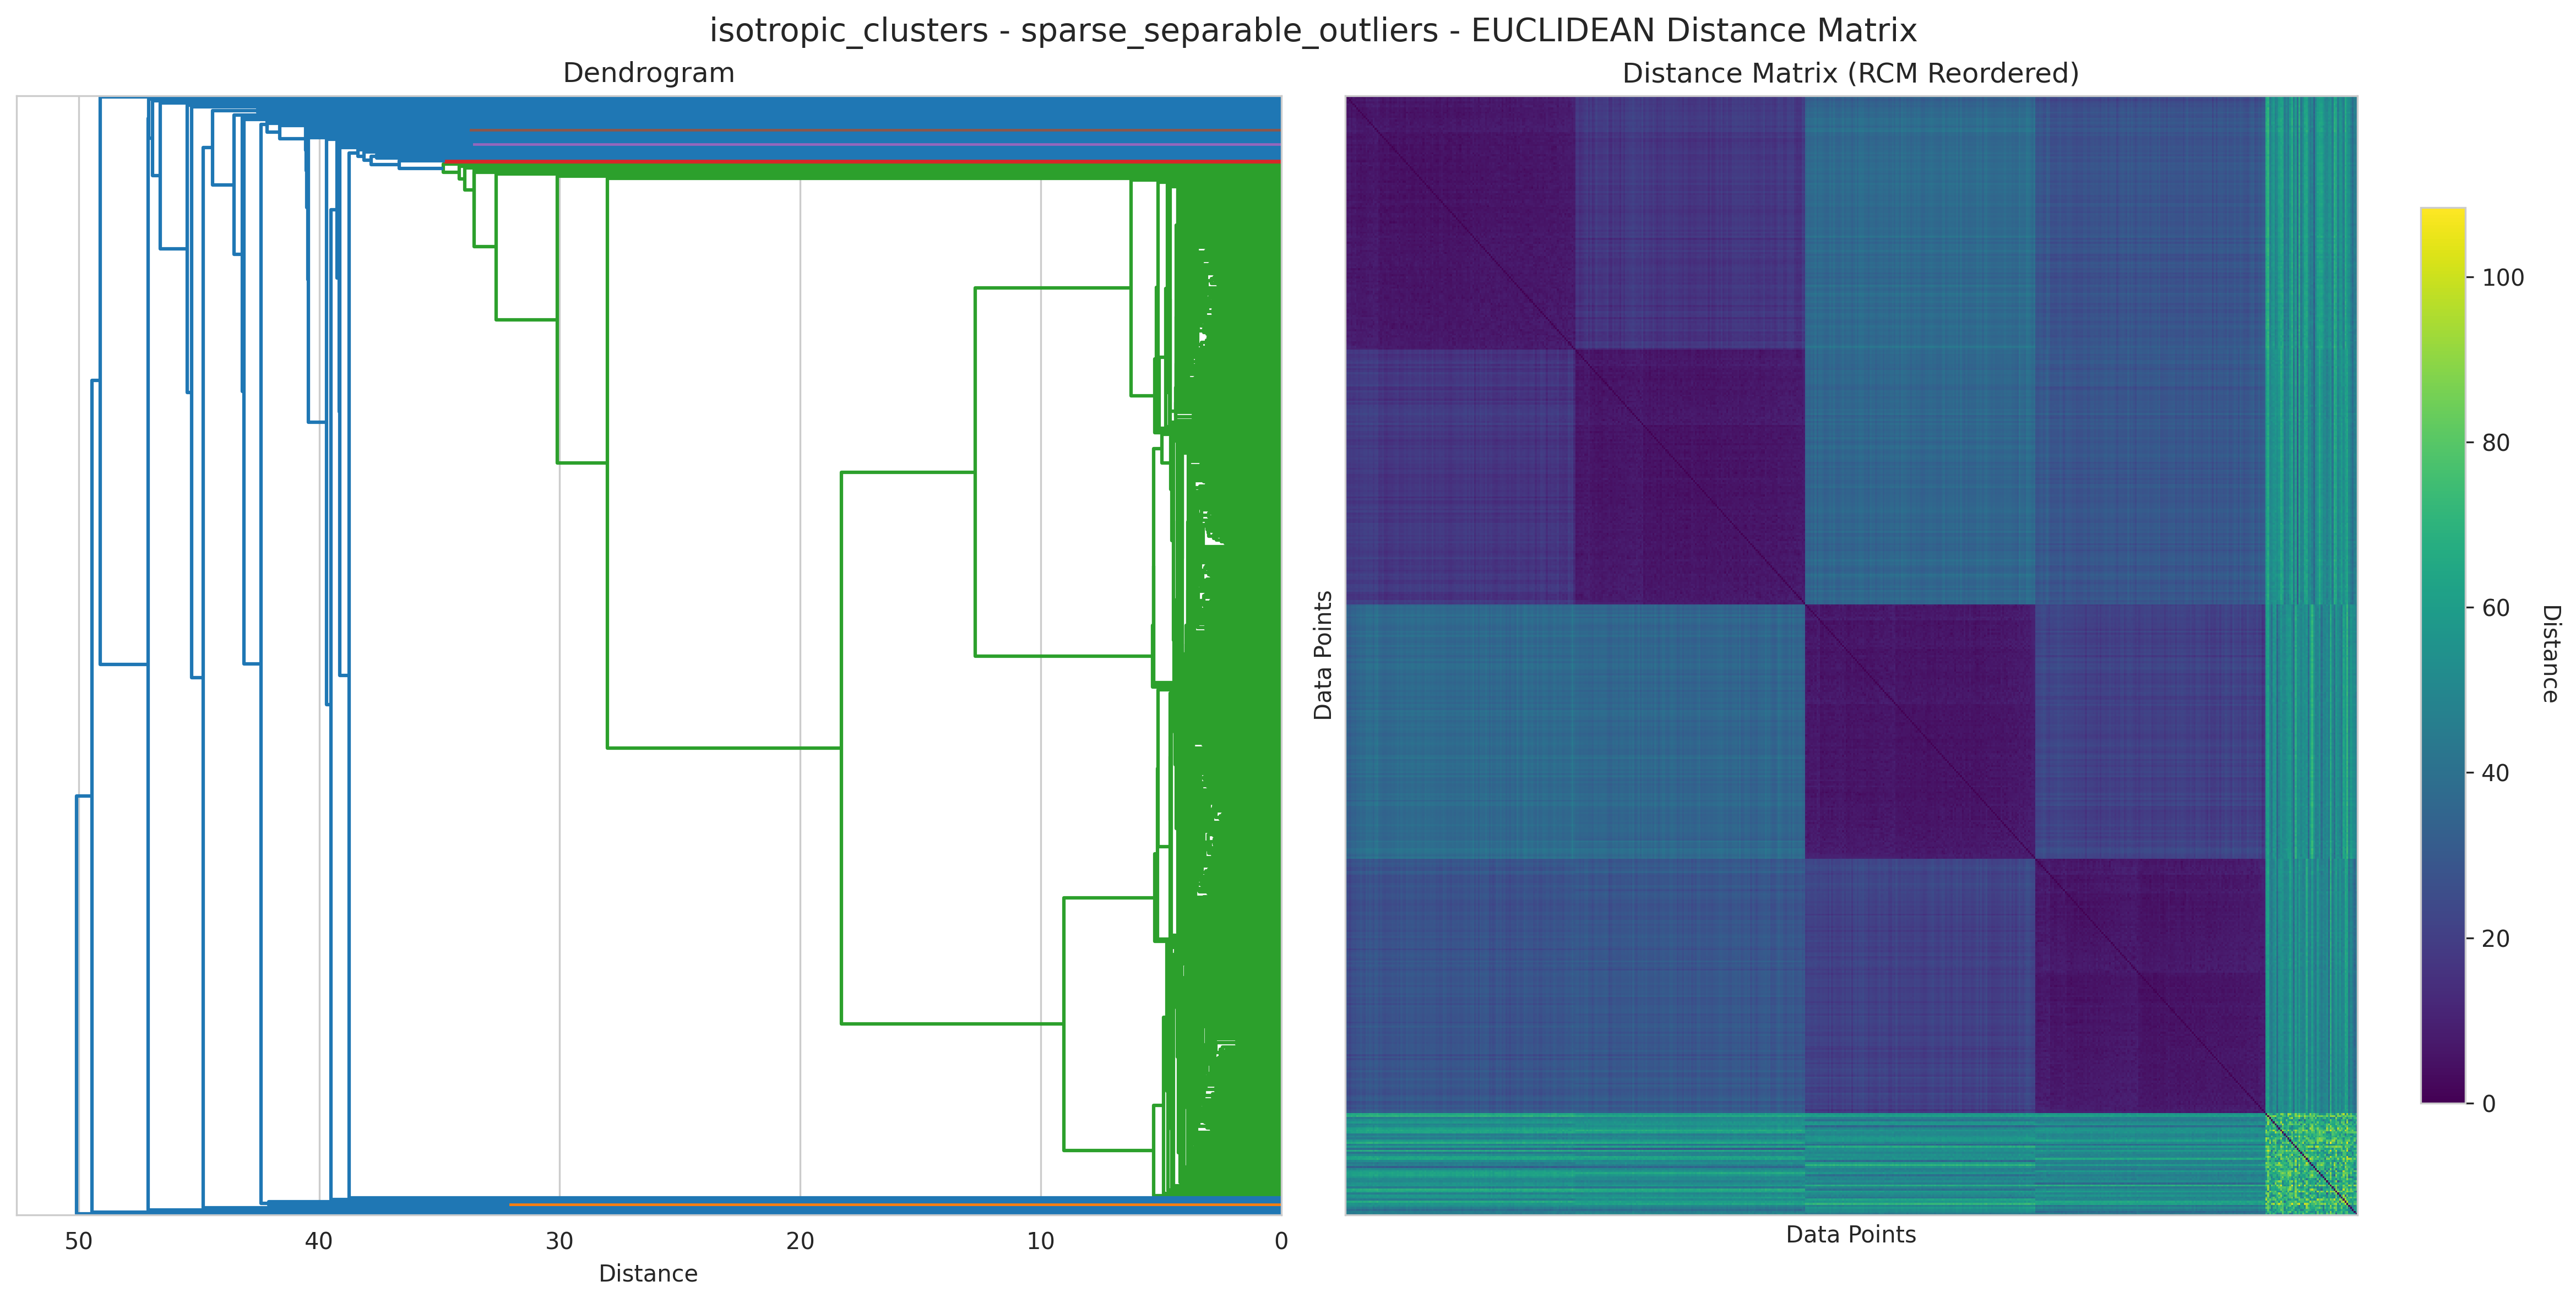 isotropic_clusters - sparse_separable_outliers - EUCLIDEAN Distance Matrix
Dendrogram
Distance Matrix (RCM Reordered)
50
40
30
20
10
0
Distance
Data Points
Data Points
100
80
60
40
20
0
Distance